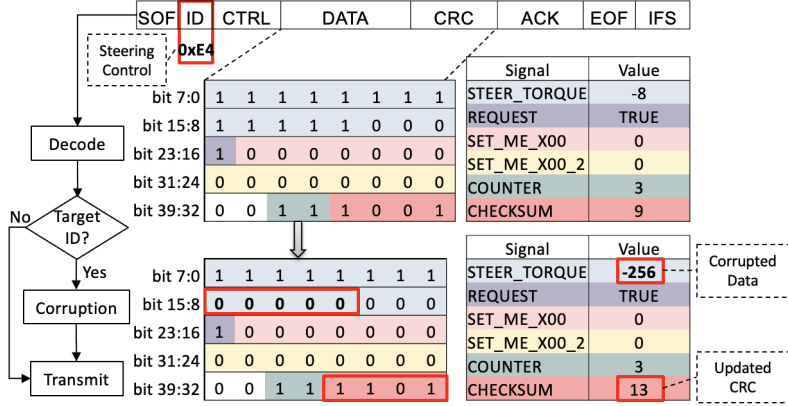 SOF ID CTRL DATA CRC ACK EOF IFS
Steering Control
0xE4
bit 7:0 1 1 1 1 1 1 1 1
bit 15:8 1 1 1 1 1 0 0 0
bit 23:16 1 0 0 0 0 0 0 0
bit 31:24 0 0 0 0 0 0 0 0
bit 39:32 0 0 1 1 1 0 0 1
Signal Value
STEER_TORQUE -8
REQUEST TRUE
SET_ME_X00 0
SET_ME_X00_2 0
COUNTER 3
CHECKSUM 9
Decode
No
Target ID?
Yes
Corruption
Transmit
bit 7:0 1 1 1 1 1 1 1 1
bit 15:8 0 0 0 0 0 0 0 0
bit 23:16 1 0 0 0 0 0 0 0
bit 31:24 0 0 0 0 0 0 0 0
bit 39:32 0 0 1 1 1 1 0 1
Signal Value
STEER_TORQUE -256
REQUEST TRUE
SET_ME_X00 0
SET_ME_X00_2 0
COUNTER 3
CHECKSUM 13
Corrupted
Data
Updated
CRC